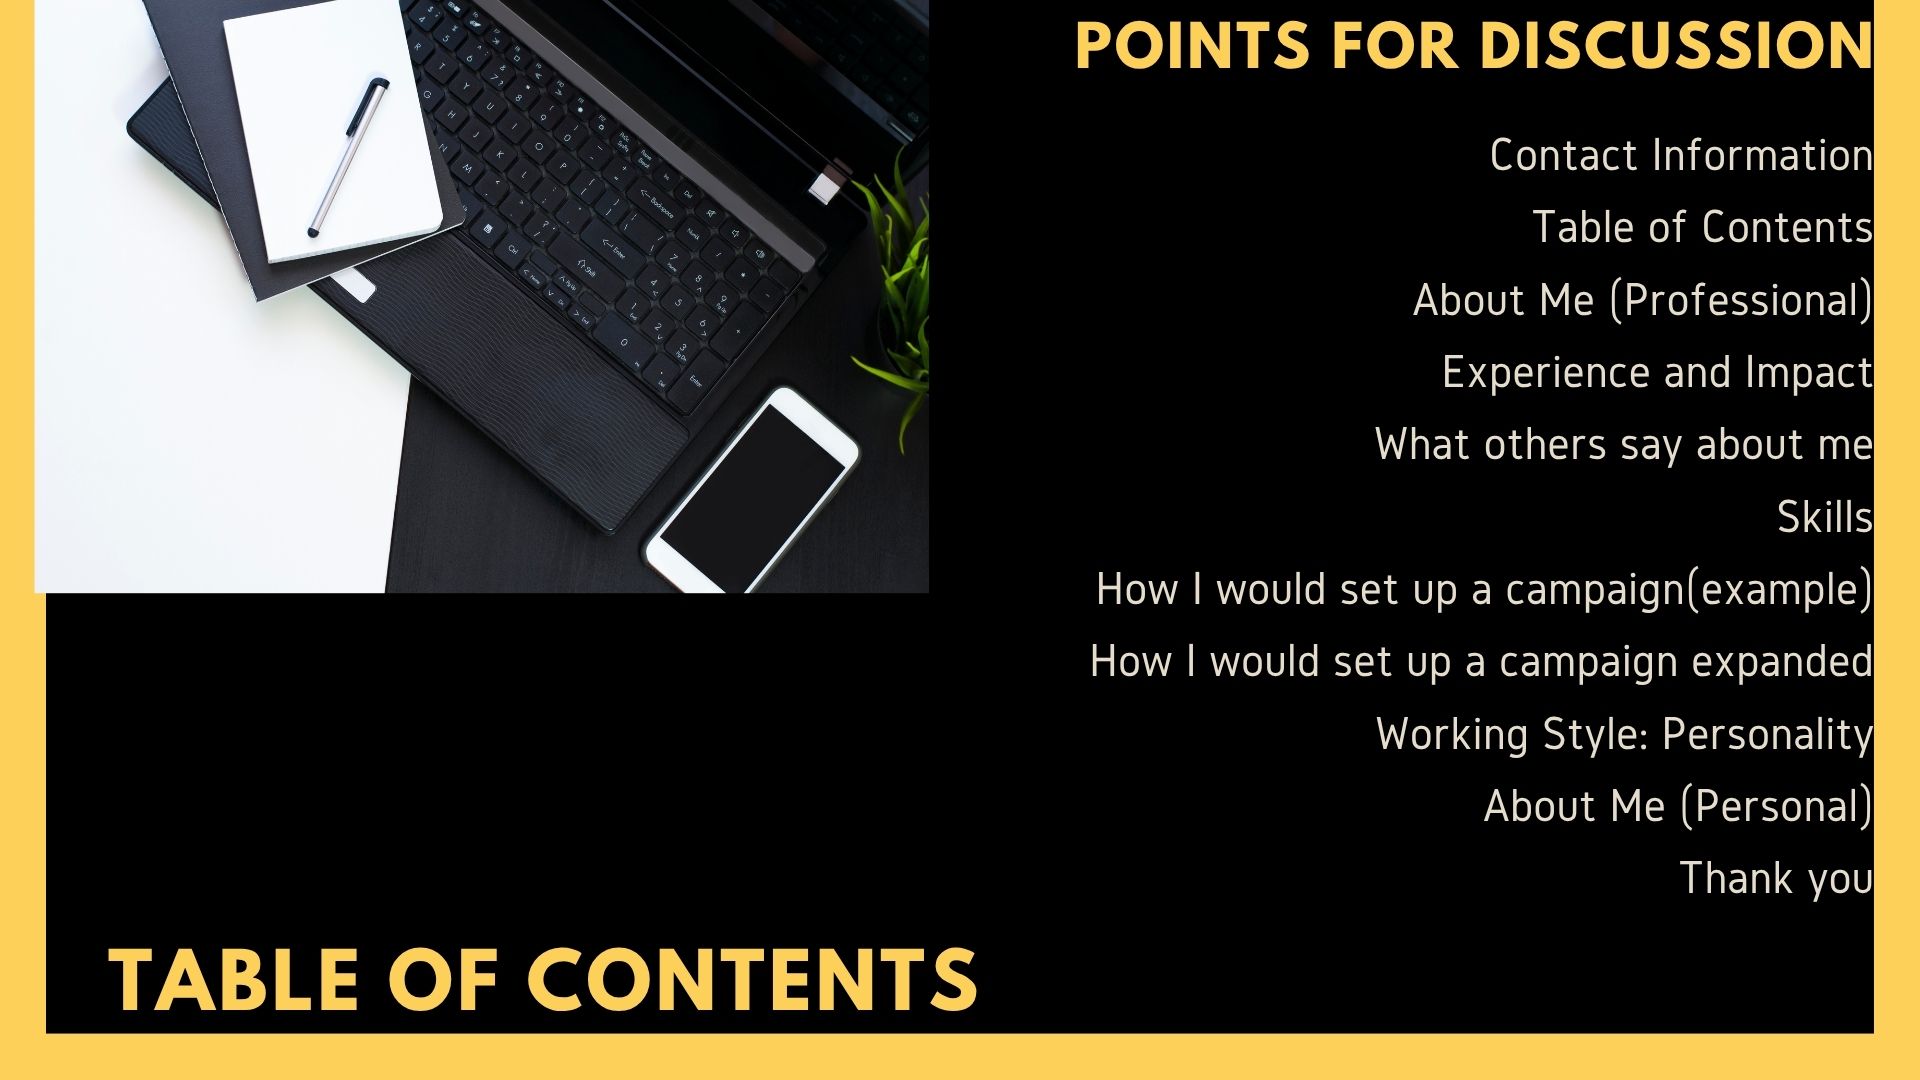 POINTS FOR DISCUSSION
Contact Information
Table of Contents
About Me (Professional)
Experience and Impact
What others say about me
Skills
How I would set up a campaign(example)
How I would set up a campaign expanded
Working Style: Personality
About Me (Personal)
Thank you
TABLE OF CONTENTS